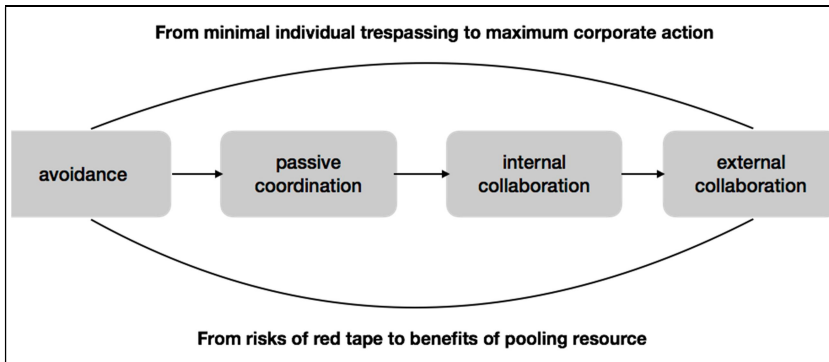 From minimal individual trespassing to maximum corporate action
avoidance
passive
coordination
internal
collaboration
external
collaboration
From risks of red tape to benefits of pooling resource